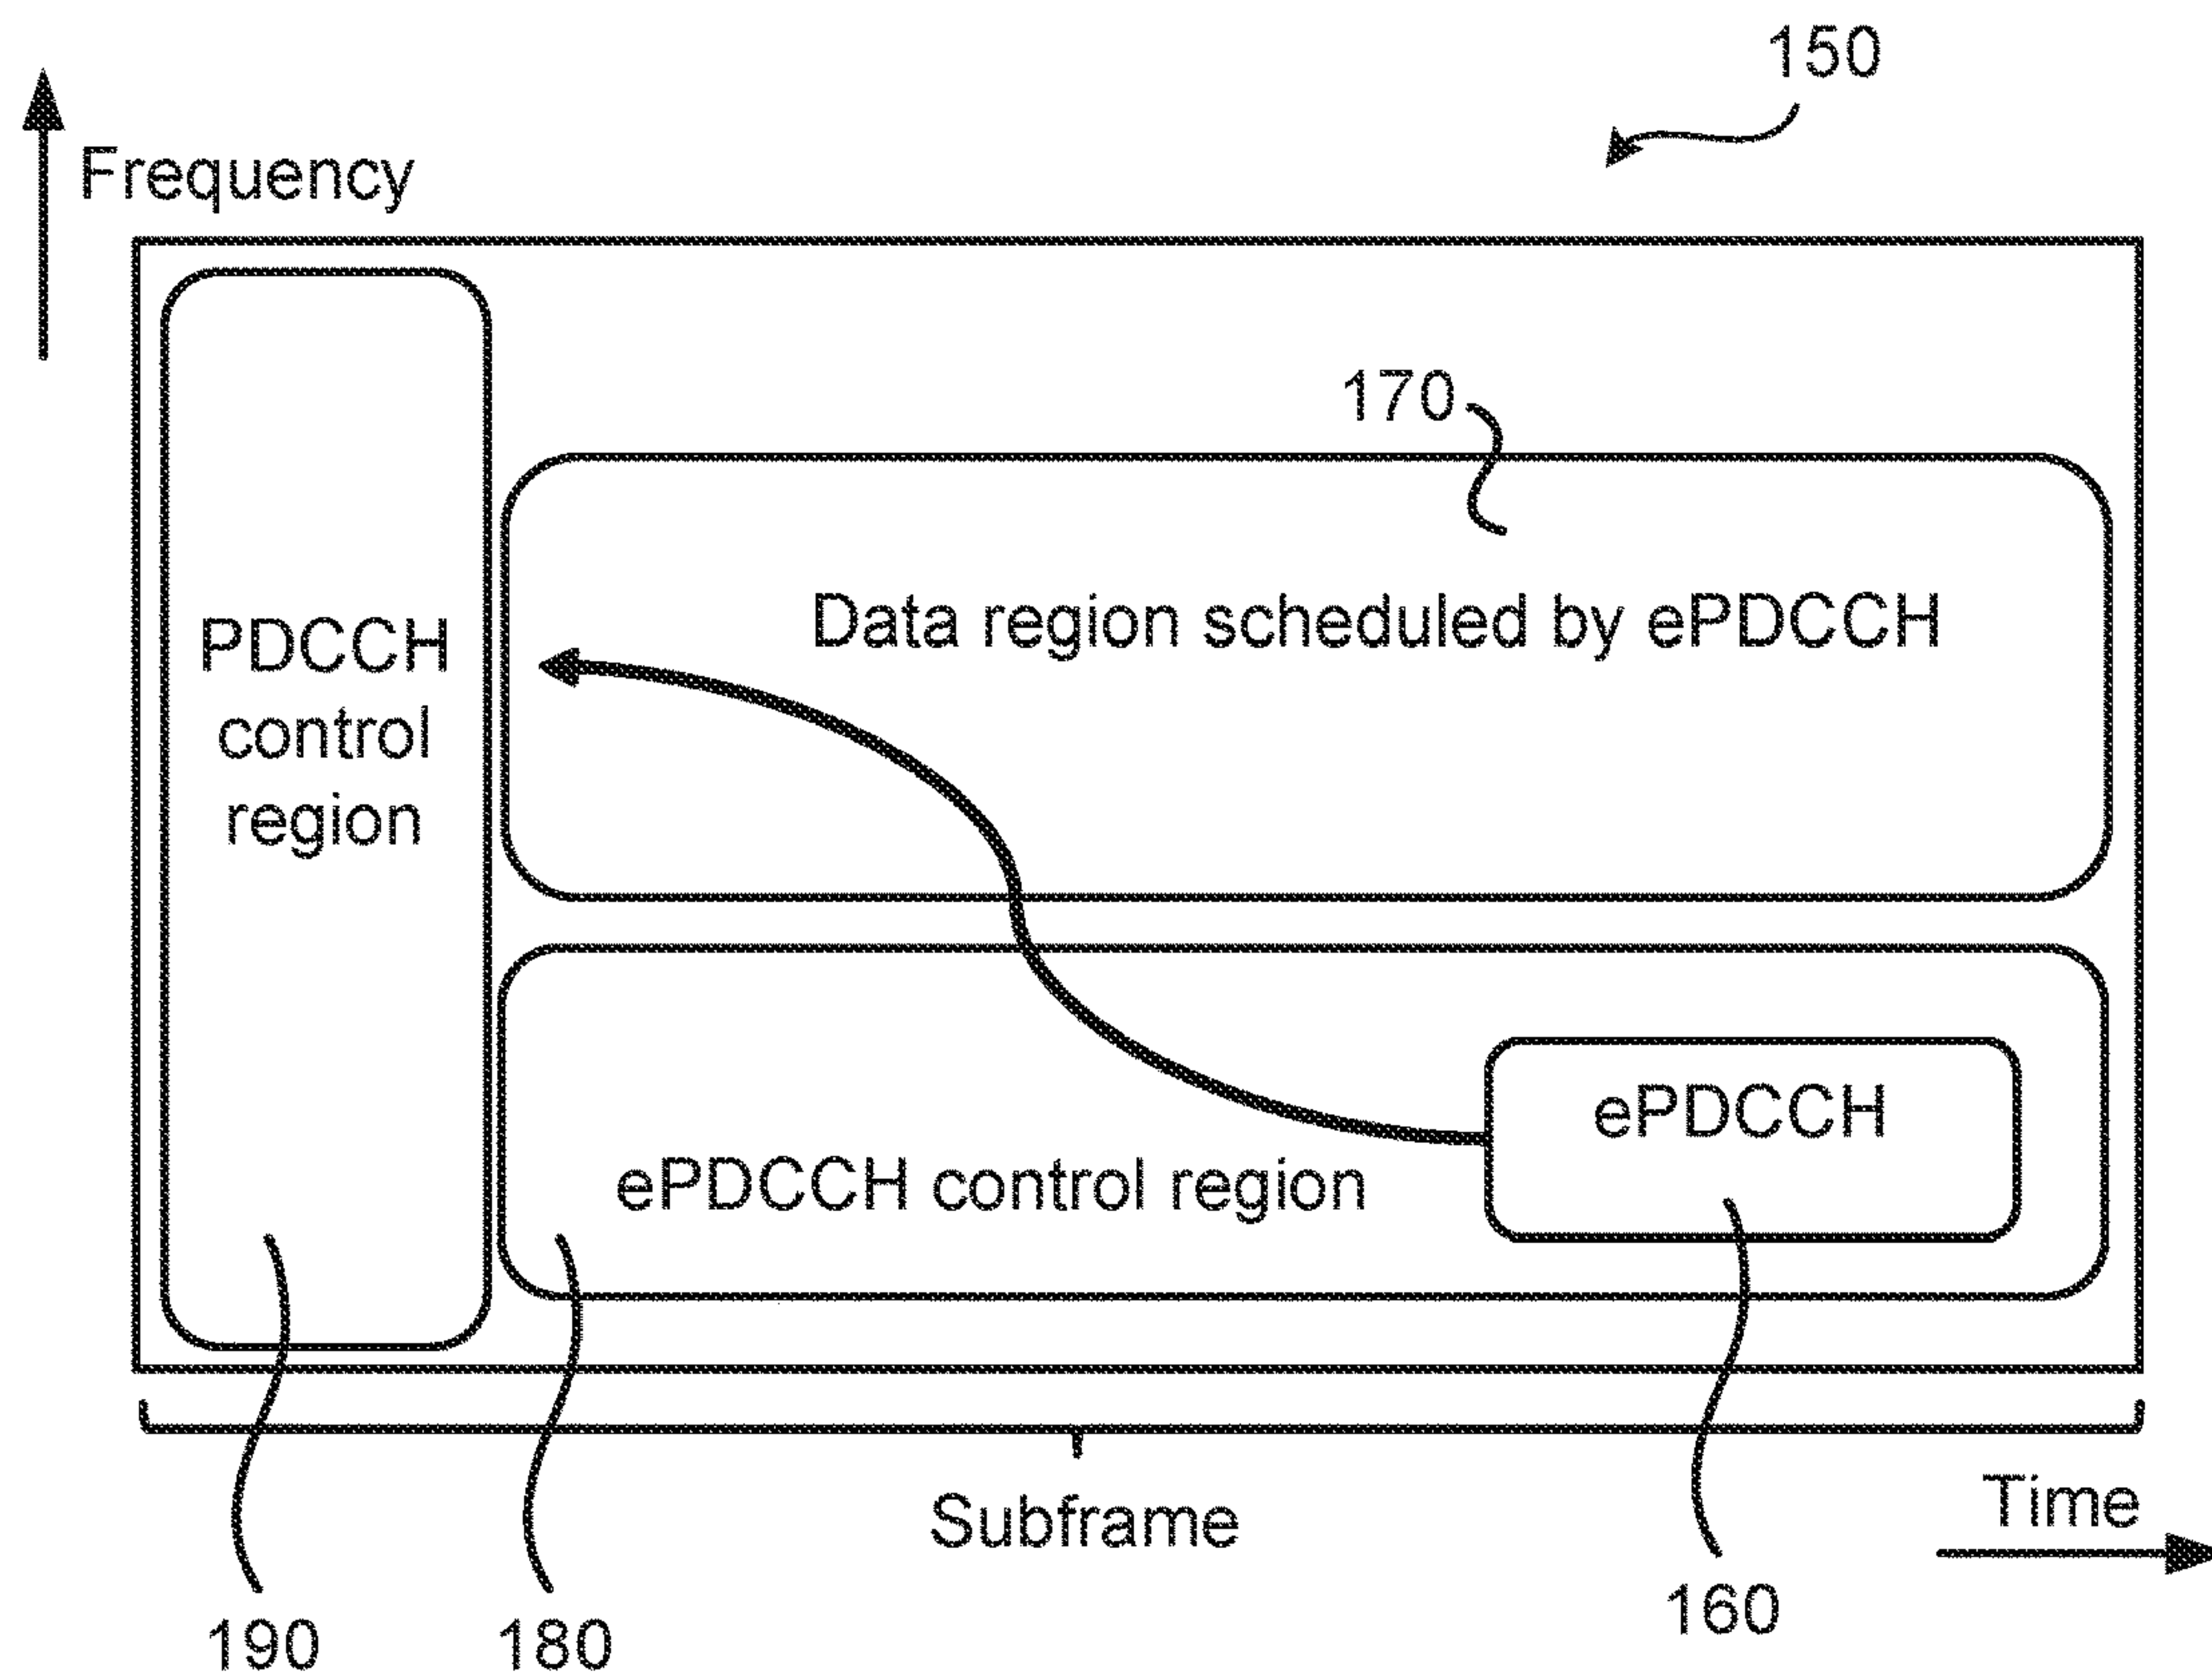 150
Frequency
170
Data region scheduled by ePDCCH
PDCCH
control
region
ePDCCH
ePDCCH control region
Subframe
Time
190
180
160